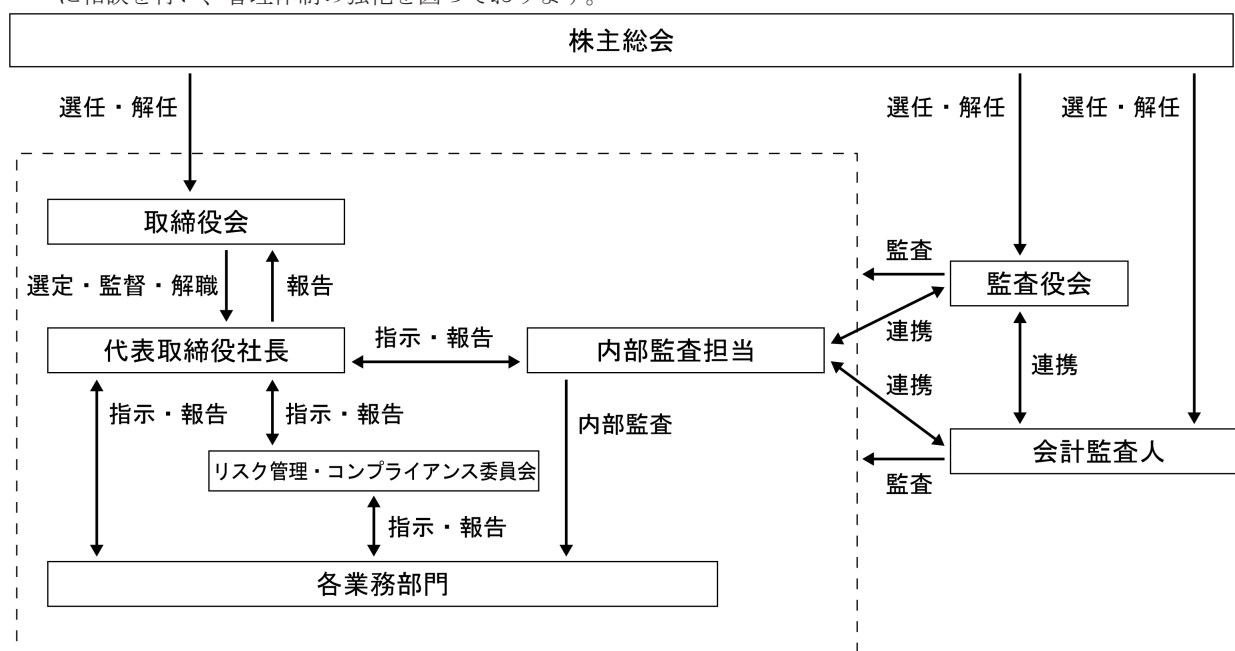 に相談を行い、管理体制の強化を図っております。
株主総会
選任・解任
選任・解任
選任・解任
取締役会
選定・監督・解職
報告
監査
監査役会
代表取締役社長
指示・報告
内部監査担当
連携
連携
連携
指示・報告
指示・報告
内部監査
リスク管理・コンプライアンス委員会
会計監査人
監査
指示・報告
各業務部門